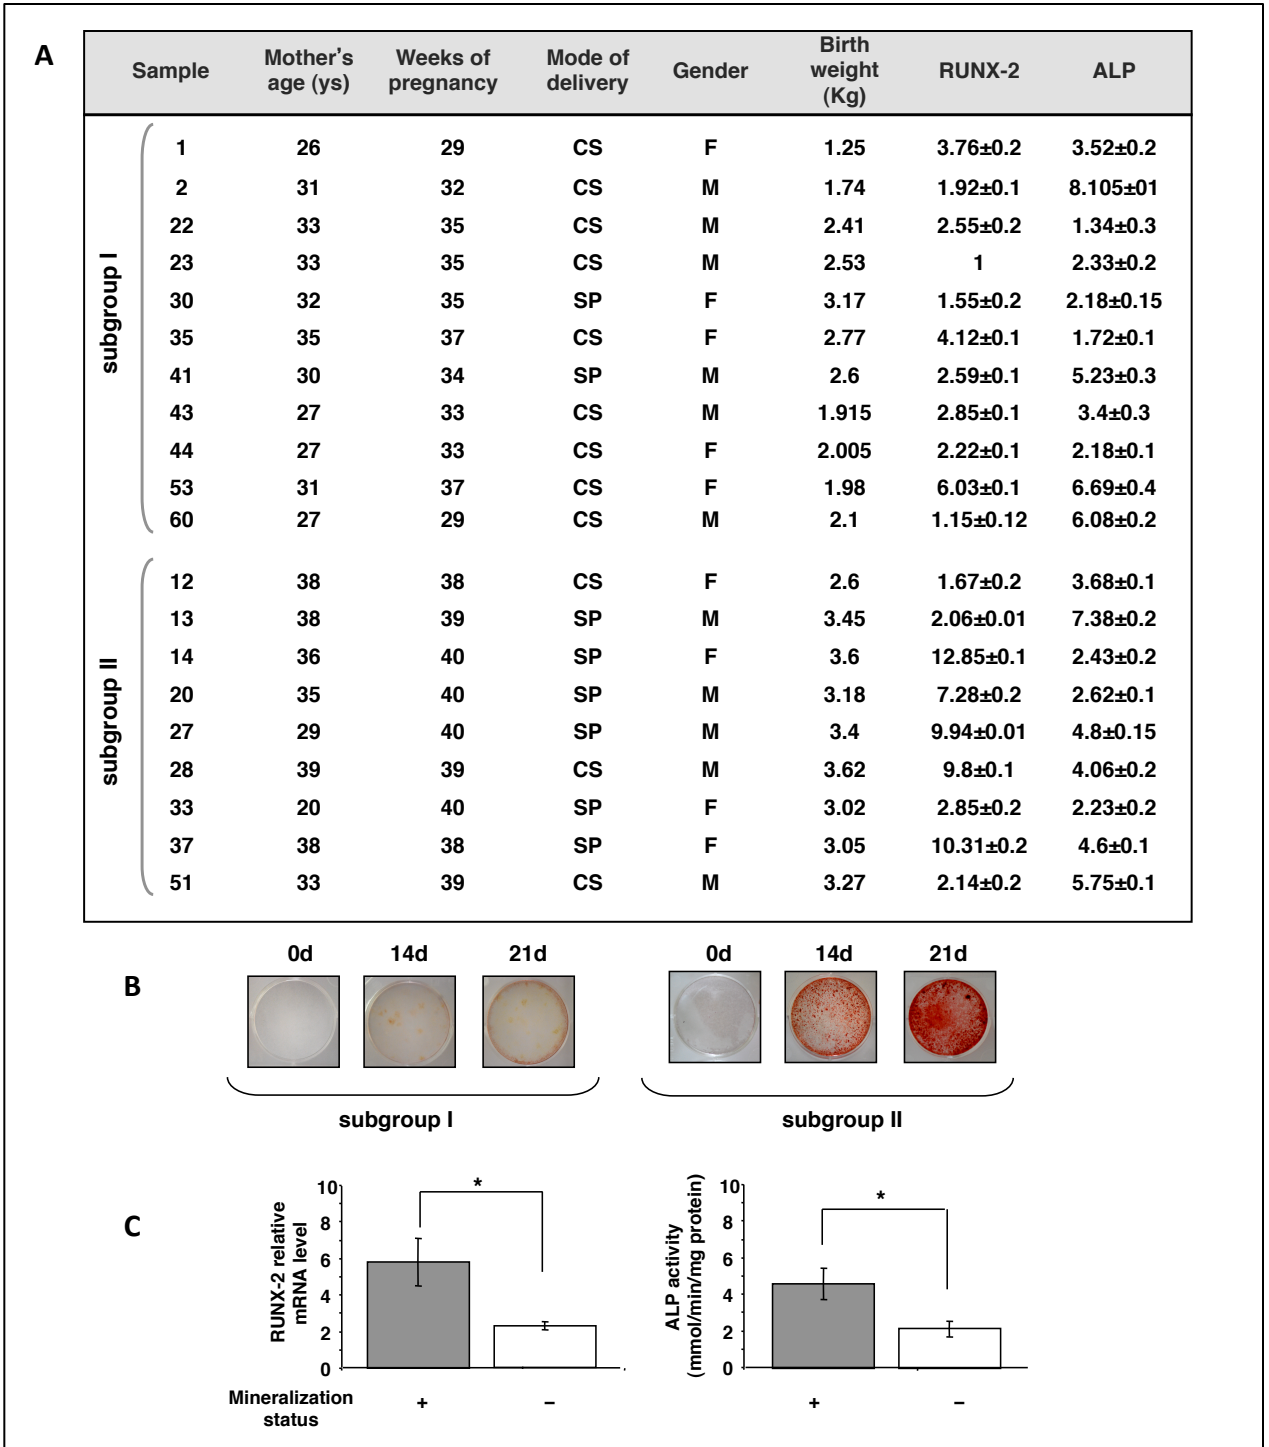 A
Sample Mother's age (ys) Weeks of pregnancy Mode of delivery Gender Birth weight (Kg) RUNX-2 ALP
subgroup I
1 26 29 CS F 1.25 3.76±0.2 3.52±0.2
2 31 32 CS M 1.74 1.92±0.1 8.105±01
22 33 35 CS M 2.41 2.55±0.2 1.34±0.3
23 33 35 CS M 2.53 1 2.33±0.2
30 32 35 SP F 3.17 1.55±0.2 2.18±0.15
35 35 37 CS F 2.77 4.12±0.1 1.72±0.1
41 30 34 SP M 2.6 2.59±0.1 5.23±0.3
43 27 33 CS M 1.915 2.85±0.1 3.4±0.3
44 27 33 CS F 2.005 2.22±0.1 2.18±0.1
53 31 37 CS F 1.98 6.03±0.1 6.69±0.4
60 27 29 CS M 2.1 1.15±0.12 6.08±0.2
subgroup II
12 38 38 CS F 2.6 1.67±0.2 3.68±0.1
13 38 39 SP M 3.45 2.06±0.01 7.38±0.2
14 36 40 SP F 3.6 12.85±0.1 2.43±0.2
20 35 40 SP M 3.18 7.28±0.2 2.62±0.1
27 29 40 SP M 3.4 9.94±0.01 4.8±0.15
28 39 39 CS M 3.62 9.8±0.1 4.06±0.2
33 20 40 SP F 3.02 2.85±0.2 2.23±0.2
37 38 38 SP F 3.05 10.31±0.2 4.6±0.1
51 33 39 CS M 3.27 2.14±0.2 5.75±0.1
B
0d 14d 21d 0d 14d 21d
subgroup I subgroup II
C
RUNX-2 relative
mRNA level
10
8
6
4
2
0
*
ALP activity
(mmol/min/mg protein)
10
8
6
4
2
0
*
Mineralization
status
+ − + −